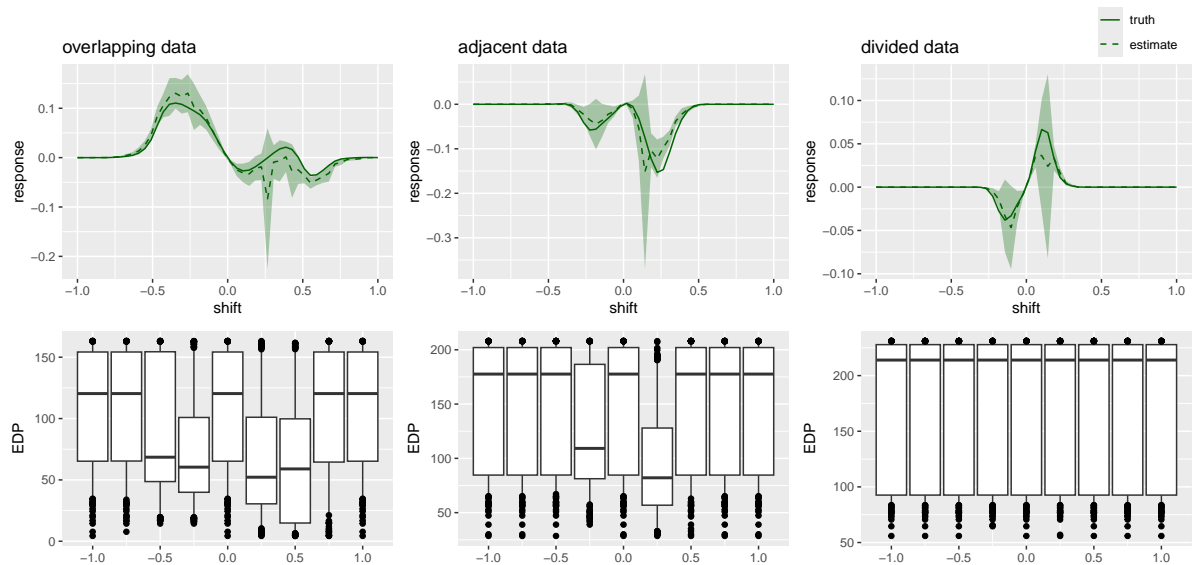 truth
estimate
overlapping data
adjacent data
divided data
0.1
0.0
−0.1
−0.2
response
−1.0 −0.5 0.0 0.5 1.0
shift
0.0
−0.1
−0.2
−0.3
response
−1.0 −0.5 0.0 0.5 1.0
shift
0.10
0.05
0.00
−0.05
−0.10
response
−1.0 −0.5 0.0 0.5 1.0
shift
150
100
50
0
EDP
−1.0 −0.5 0.0 0.5 1.0
200
150
100
50
EDP
−1.0 −0.5 0.0 0.5 1.0
200
150
100
50
EDP
−1.0 −0.5 0.0 0.5 1.0